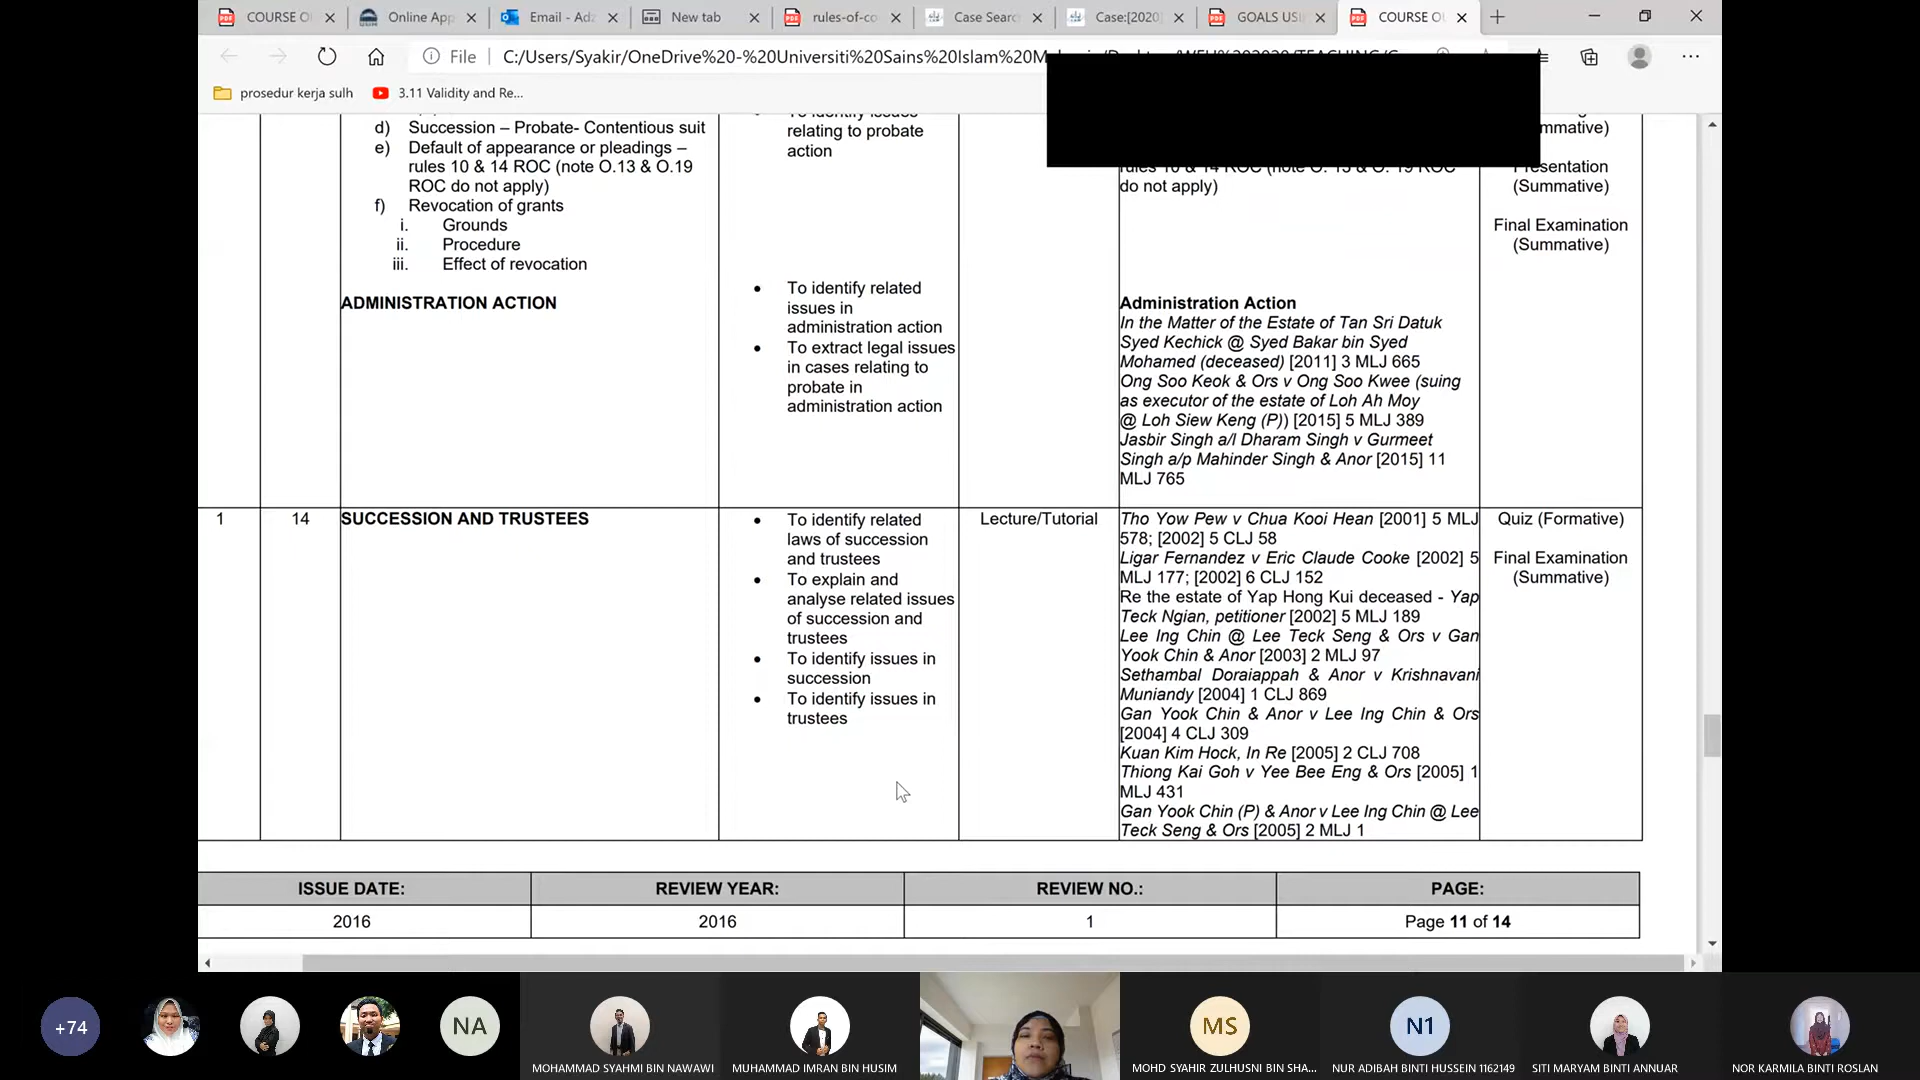 COURSE O
Online App
Email - Adz
New tab
rules-of-co
Case Searc
Case:[2020]
GOALS USI
COURSE OU
File
C:/Users/Syakir/OneDrive%20-%20Universiti%20Sains%20Islam%20M
prosedur kerja sulh
3.11 Validity and Re...
d) Succession – Probate- Contentious suit
e) Default of appearance or pleadings –
rules 10 & 14 ROC (note O.13 & O.19
ROC do not apply)
f) Revocation of grants
i. Grounds
ii. Procedure
iii. Effect of revocation
ADMINISTRATION ACTION
To identify issues
relating to probate
action
• To identify related
issues in
administration action
• To extract legal issues
in cases relating to
probate in
administration action
rules 10 & 14 ROC (note O. 13 & O. 19 ROC
do not apply)
Administration Action
In the Matter of the Estate of Tan Sri Datuk
Syed Kechick @ Syed Bakar bin Syed
Mohamed (deceased) [2011] 3 MLJ 665
Ong Soo Keok & Ors v Ong Soo Kwee (suing
as executor of the estate of Loh Ah Moy
@ Loh Siew Keng (P)) [2015] 5 MLJ 389
Jasbir Singh a/l Dharam Singh v Gurmeet
Singh a/p Mahinder Singh & Anor [2015] 11
MLJ 765
mmative)
Presentation
(Summative)
Final Examination
(Summative)
1
14
SUCCESSION AND TRUSTEES
• To identify related
laws of succession
and trustees
• To explain and
analyse related issues
of succession and
trustees
• To identify issues in
succession
• To identify issues in
trustees
Lecture/Tutorial
Tho Yow Pew v Chua Kooi Hean [2001] 5 MLJ
578; [2002] 5 CLJ 58
Ligar Fernandez v Eric Claude Cooke [2002] 5
MLJ 177; [2002] 6 CLJ 152
Re the estate of Yap Hong Kui deceased - Yap
Teck Ngian, petitioner [2002] 5 MLJ 189
Lee Ing Chin @ Lee Teck Seng & Ors v Gan
Yook Chin & Anor [2003] 2 MLJ 97
Sethambal Doraiappah & Anor v Krishnavani
Muniandy [2004] 1 CLJ 869
Gan Yook Chin & Anor v Lee Ing Chin & Ors
[2004] 4 CLJ 309
Kuan Kim Hock, In Re [2005] 2 CLJ 708
Thiong Kai Goh v Yee Bee Eng & Ors [2005] 1
MLJ 431
Gan Yook Chin (P) & Anor v Lee Ing Chin @ Lee
Teck Seng & Ors [2005] 2 MLJ 1
Quiz (Formative)
Final Examination
(Summative)
ISSUE DATE:
REVIEW YEAR:
REVIEW NO.:
PAGE:
2016
2016
1
Page 11 of 14
+74
NA
MOHAMMAD SYAHMI BIN NAWAWI
MUHAMMAD IMRAN BIN HUSIM
MS
MOHD SYAHIR ZULHUSNI BIN SHA...
N1
NUR ADIBAH BINTI HUSSEIN 1162149
SITI MARYAM BINTI ANNUAR
NOR KARMILA BINTI ROSLAN